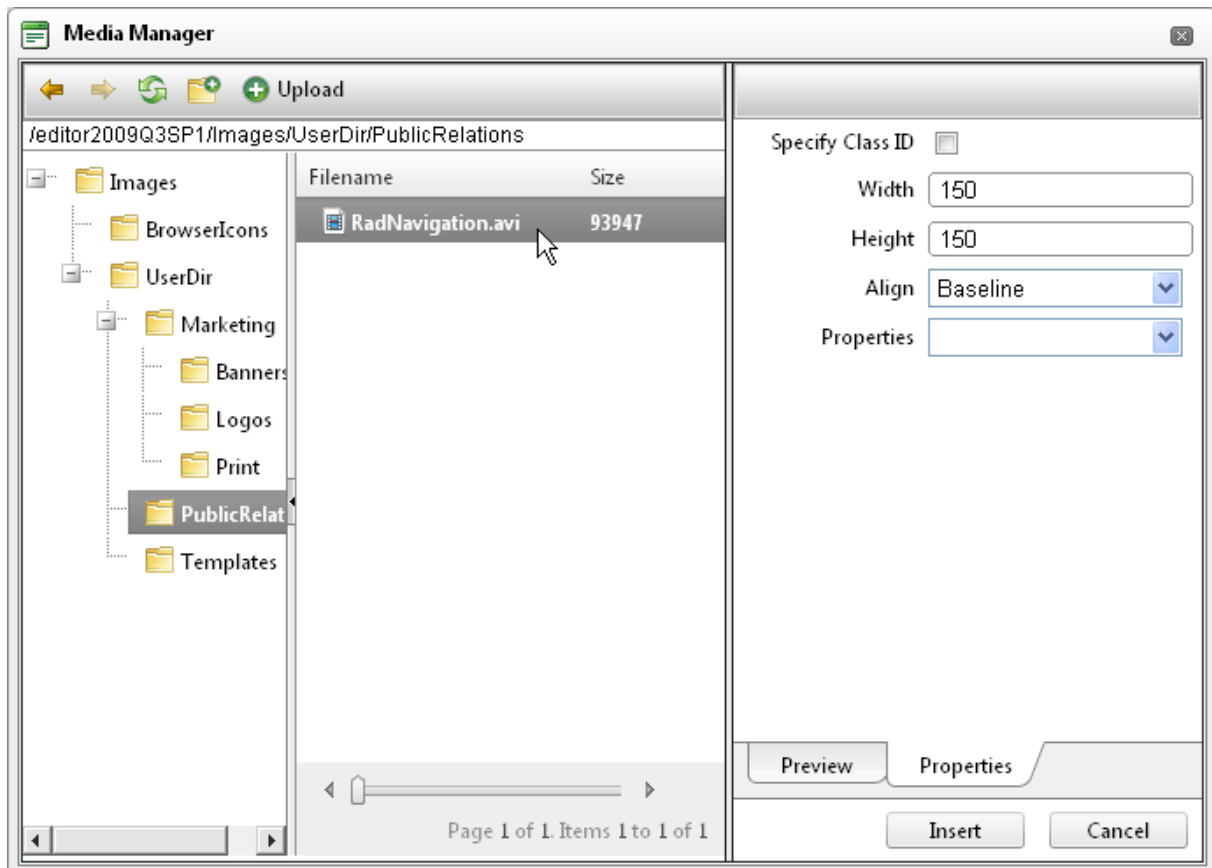 Media Manager
Upload
/editor2009Q3SP1/Images/UserDir/PublicRelations
Images
BrowserIcons
UserDir
Marketing
Banners
Logos
Print
PublicRelat
Templates
Filename Size
RadNavigation.avi 93947
Page 1 of 1. Items 1 to 1 of 1
Specify Class ID
Width 150
Height 150
Align Baseline
Properties
Preview Properties
Insert Cancel